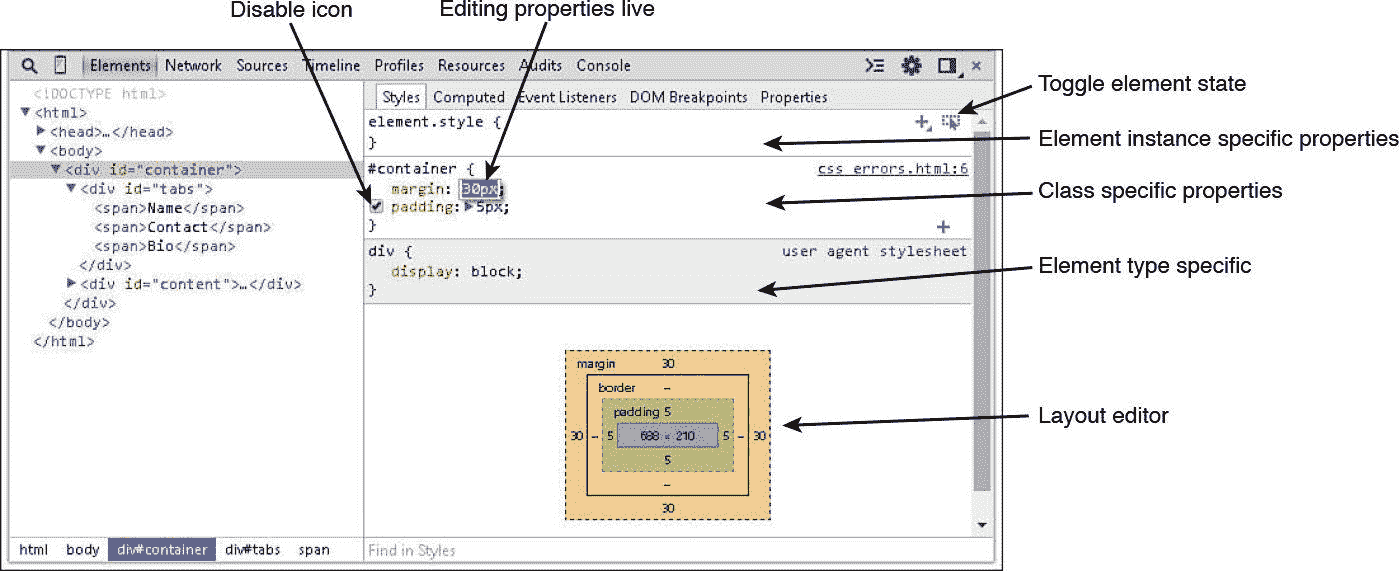 Disable icon
Editing properties live
Elements Network Sources Timeline Profiles Resources Audits Console ×
<!DOCTYPE html>
<html>
<head>…</head>
<body>
<div id="container">
<div id="tabs">
<span>Name</span>
<span>Contact</span>
<span>Bio</span>
</div>
<div id="content">…</div>
</div>
</body>
</html>
Styles Computed Event Listeners DOM Breakpoints Properties
element.style {
}
#container { css errors.html:6
margin: 30px;
padding: 5px;
}
div { user agent stylesheet
display: block;
}
margin 30
border –
padding 5
30 – 5 688 × 210 5 – 30
5
–
30
html body div#container div#tabs span
Find in Styles
Toggle element state
Element instance specific properties
Class specific properties
Element type specific
Layout editor